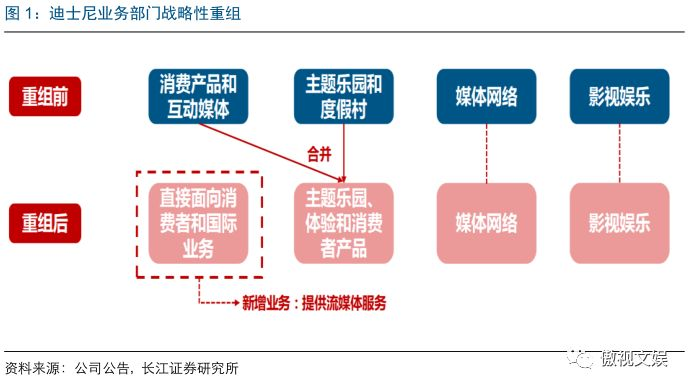 图 1：迪士尼业务部门战略性重组
重组前
消费产品和
互动媒体
主题乐园和
度假村
媒体网络
影视娱乐
合并
重组后
直接面向消
费者和国际
业务
主题乐园、
体验和消费
者产品
媒体网络
影视娱乐
新增业务：提供流媒体服务
资料来源：公司公告，长江证券研究所
傲视文娱